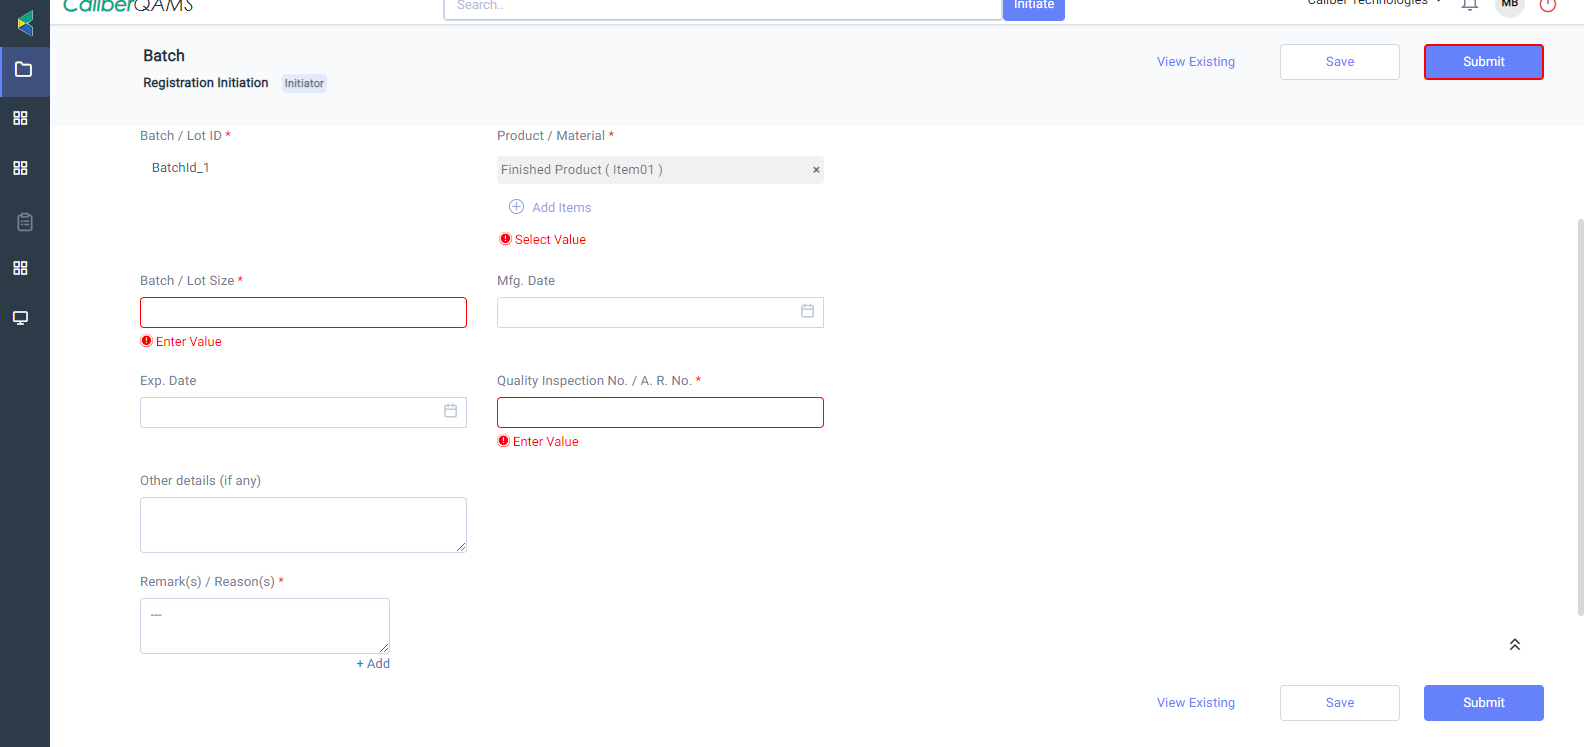 CaliberQAMS
Search..
Initiate
Caliber Technologies
MB
Batch
Registration Initiation Initiator
View Existing
Save
Submit
Batch / Lot ID *
BatchId_1
Product / Material *
Finished Product ( Item01 ) ×
Add Items
Select Value
Batch / Lot Size *
Enter Value
Mfg. Date
Exp. Date
Quality Inspection No. / A. R. No. *
Enter Value
Other details (if any)
Remark(s) / Reason(s) *
---
+ Add
View Existing
Save
Submit